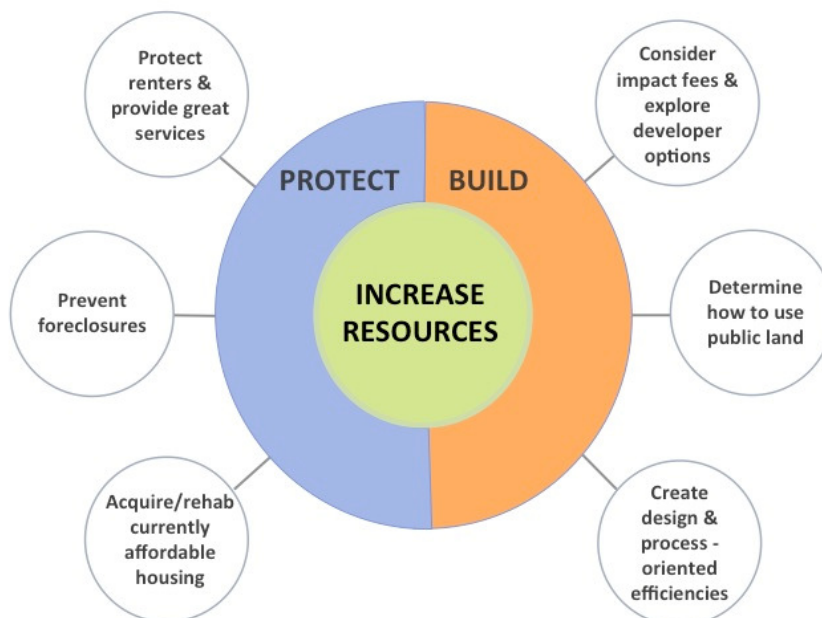 Protect
renters &
provide great
services
Consider
impact fees &
explore
developer
options
PROTECT
BUILD
INCREASE
RESOURCES
Prevent
foreclosures
Determine
how to use
public land
Acquire/rehab
currently
affordable
housing
Create
design &
process -
oriented
efficiencies